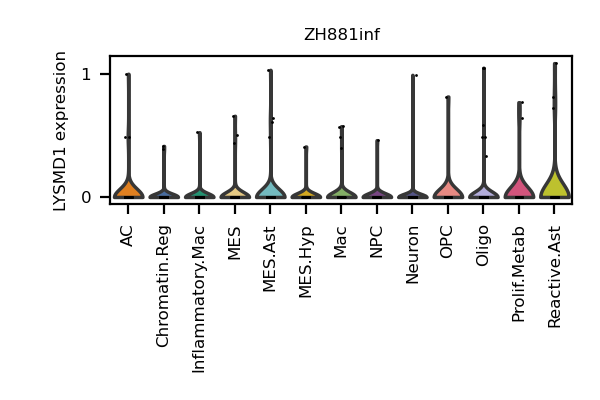 ZH881inf
LYSMD1 expression
1
0
AC
Chromatin.Reg
Inflammatory.Mac
MES
MES.Ast
MES.Hyp
Mac
NPC
Neuron
OPC
Oligo
Prolif.Metab
Reactive.Ast